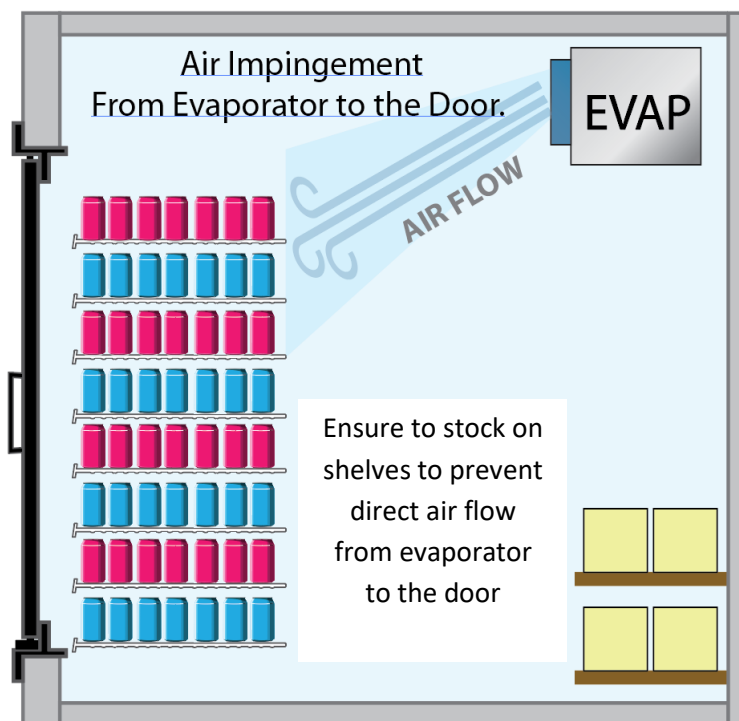 Air Impingement
From Evaporator to the Door.
EVAP
AIR FLOW
Ensure to stock on
shelves to prevent
direct air flow
from evaporator
to the door